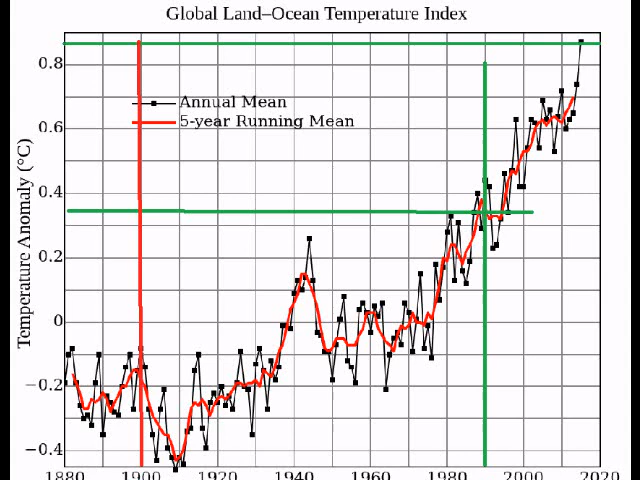 Global Land–Ocean Temperature Index
0.8
Annual Mean
5-year Running Mean
0.6
0.4
0.2
0
−0.2
−0.4
Temperature Anomaly (°C)
1880 1900 1920 1940 1960 1980 2000 2020